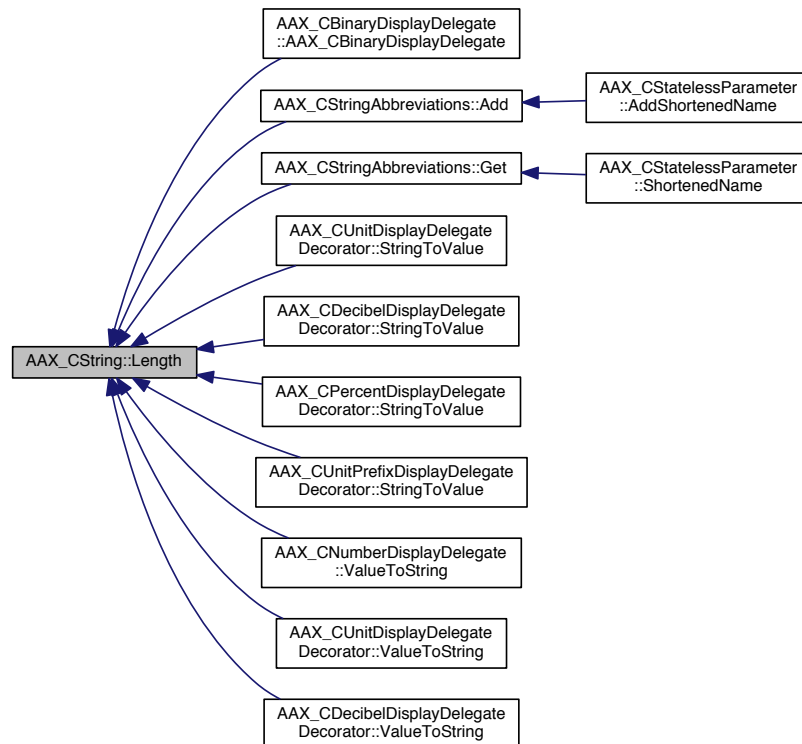 AAX_CBinaryDisplayDelegate
::AAX_CBinaryDisplayDelegate
AAX_CStringAbbreviations::Add
AAX_CStatelessParameter
::AddShortenedName
AAX_CStringAbbreviations::Get
AAX_CStatelessParameter
::ShortenedName
AAX_CUnitDisplayDelegate
Decorator::StringToValue
AAX_CDecibelDisplayDelegate
Decorator::StringToValue
AAX_CString::Length
AAX_CPercentDisplayDelegate
Decorator::StringToValue
AAX_CUnitPrefixDisplayDelegate
Decorator::StringToValue
AAX_CNumberDisplayDelegate
::ValueToString
AAX_CUnitDisplayDelegate
Decorator::ValueToString
AAX_CDecibelDisplayDelegate
Decorator::ValueToString